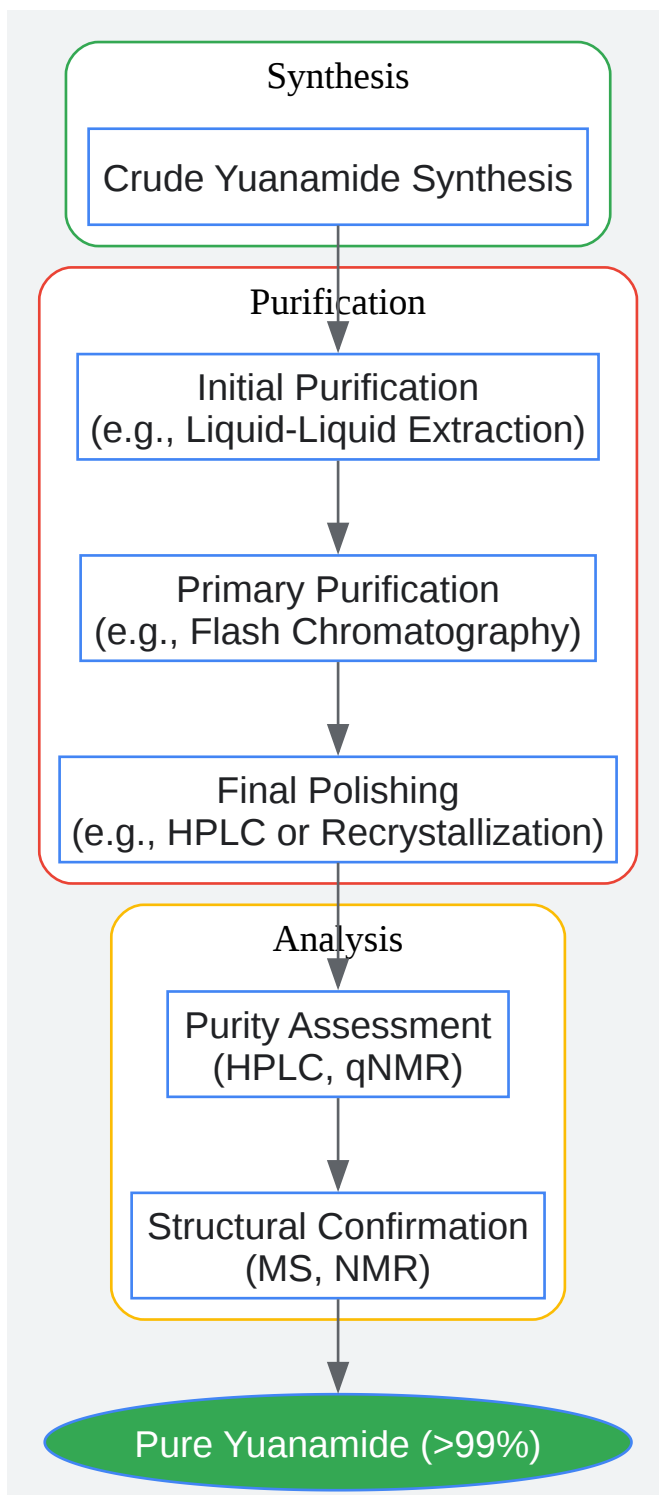 Synthesis
Crude Yuanamide Synthesis
Purification
Initial Purification
(e.g., Liquid-Liquid Extraction)
Primary Purification
(e.g., Flash Chromatography)
Final Polishing
(e.g., HPLC or Recrystallization)
Analysis
Purity Assessment
(HPLC, qNMR)
Structural Confirmation
(MS, NMR)
Pure Yuanamide (>99%)